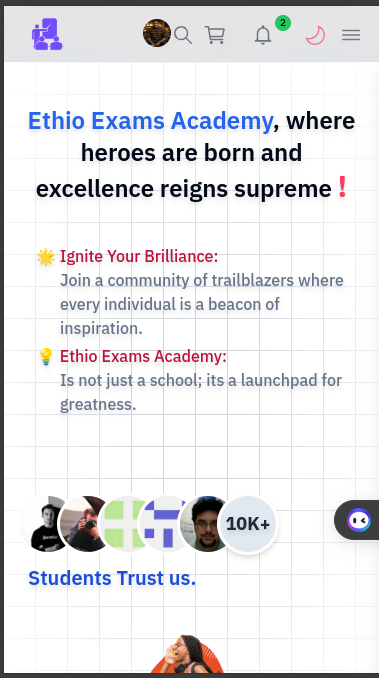 2
Ethio Exams Academy, where
heroes are born and
excellence reigns supreme !
🌟 Ignite Your Brilliance:
Join a community of trailblazers where
every individual is a beacon of
inspiration.
💡 Ethio Exams Academy:
Is not just a school; its a launchpad for
greatness.
10K+
Students Trust us.